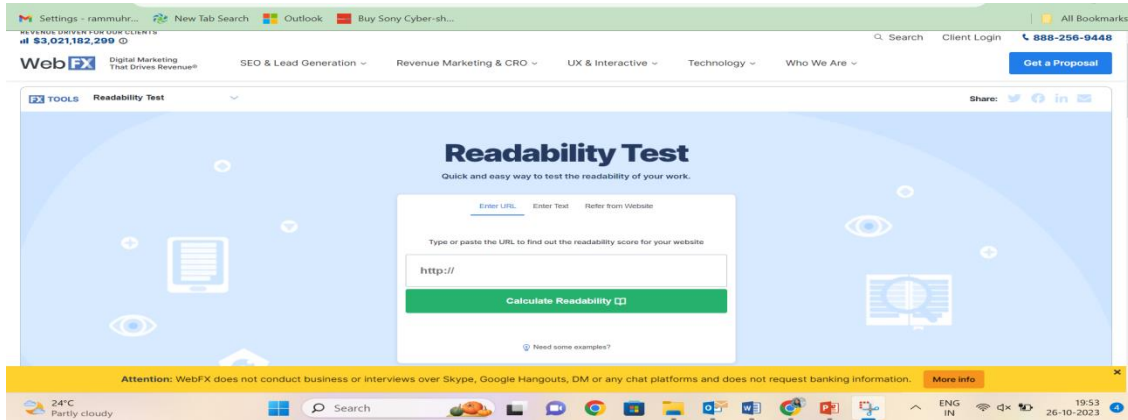 Settings - rammuhr... New Tab Search Outlook Buy Sony Cyber-sh... All Bookmarks
REVENUE DRIVEN FOR OUR CLIENTS
$3,021,182,299
Search Client Login 888-256-9448
WebFX Digital Marketing That Drives Revenue® SEO & Lead Generation Revenue Marketing & CRO UX & Interactive Technology Who We Are Get a Proposal
FX TOOLS Readability Test Share:
Readability Test
Quick and easy way to test the readability of your work.
Enter URL Enter Text Refer from Website
Type or paste the URL to find out the readability score for your website
http://
Calculate Readability
Need some examples?
Attention: WebFX does not conduct business or interviews over Skype, Google Hangouts, DM or any chat platforms and does not request banking information. More info
24°C
Partly cloudy
Search
ENG
IN
19:53
26-10-2023
4